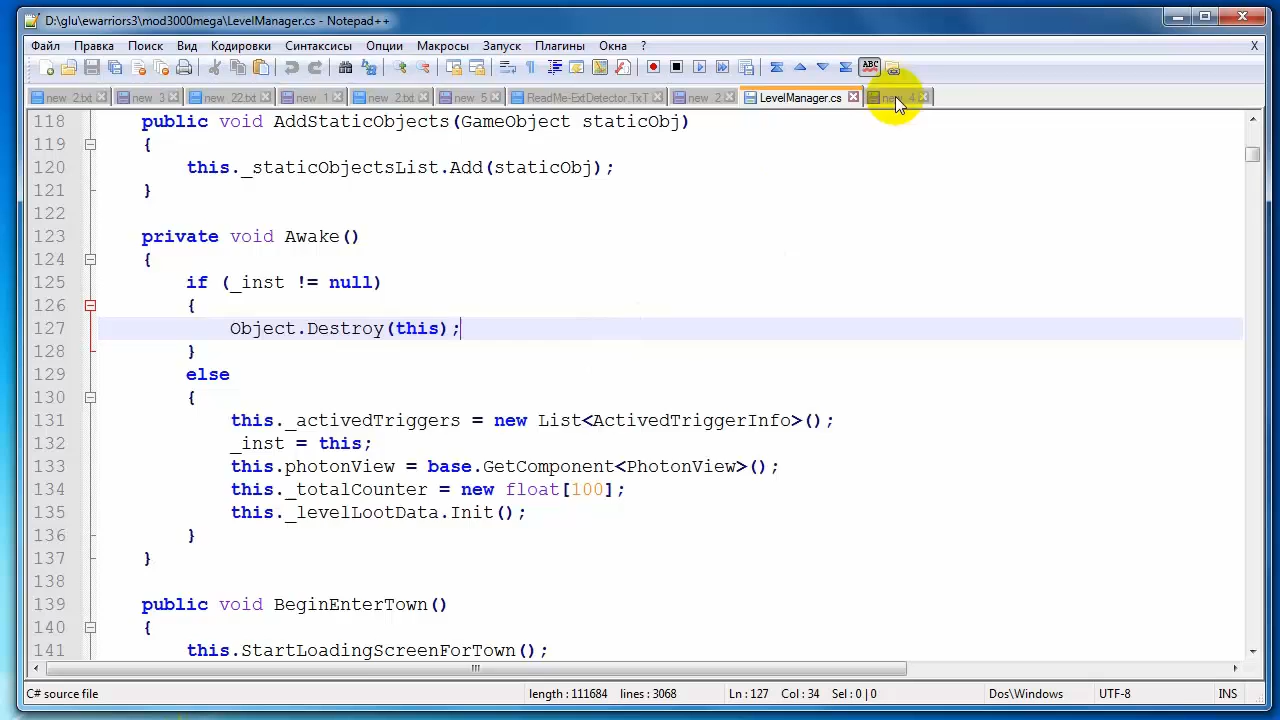 D:\glu\ewarriors3\mod3000mega\LevelManager.cs - Notepad++
Файл Правка Поиск Вид Кодировки Синтаксисы Опции Макросы Запуск Плагины Окна ? X
new 2.txt new 3 new 22.txt new 1 new 2.txt new 5 ReadMe-ExtDetector.TxT new 2 LevelManager.cs new 4
118 public void AddStaticObjects(GameObject staticObj)
119 {
120 this._staticObjectsList.Add(staticObj);
121 }
122
123 private void Awake()
124 {
125 if (_inst != null)
126 {
127 Object.Destroy(this);
128 }
129 else
130 {
131 this._activedTriggers = new List<ActivedTriggerInfo>();
132 _inst = this;
133 this.photonView = base.GetComponent<PhotonView>();
134 this._totalCounter = new float[100];
135 this._levelLootData.Init();
136 }
137 }
138
139 public void BeginEnterTown()
140 {
141 this.StartLoadingScreenForTown();
C# source file length : 111684 lines : 3068 Ln : 127 Col : 34 Sel : 0 | 0 Dos\Windows UTF-8 INS